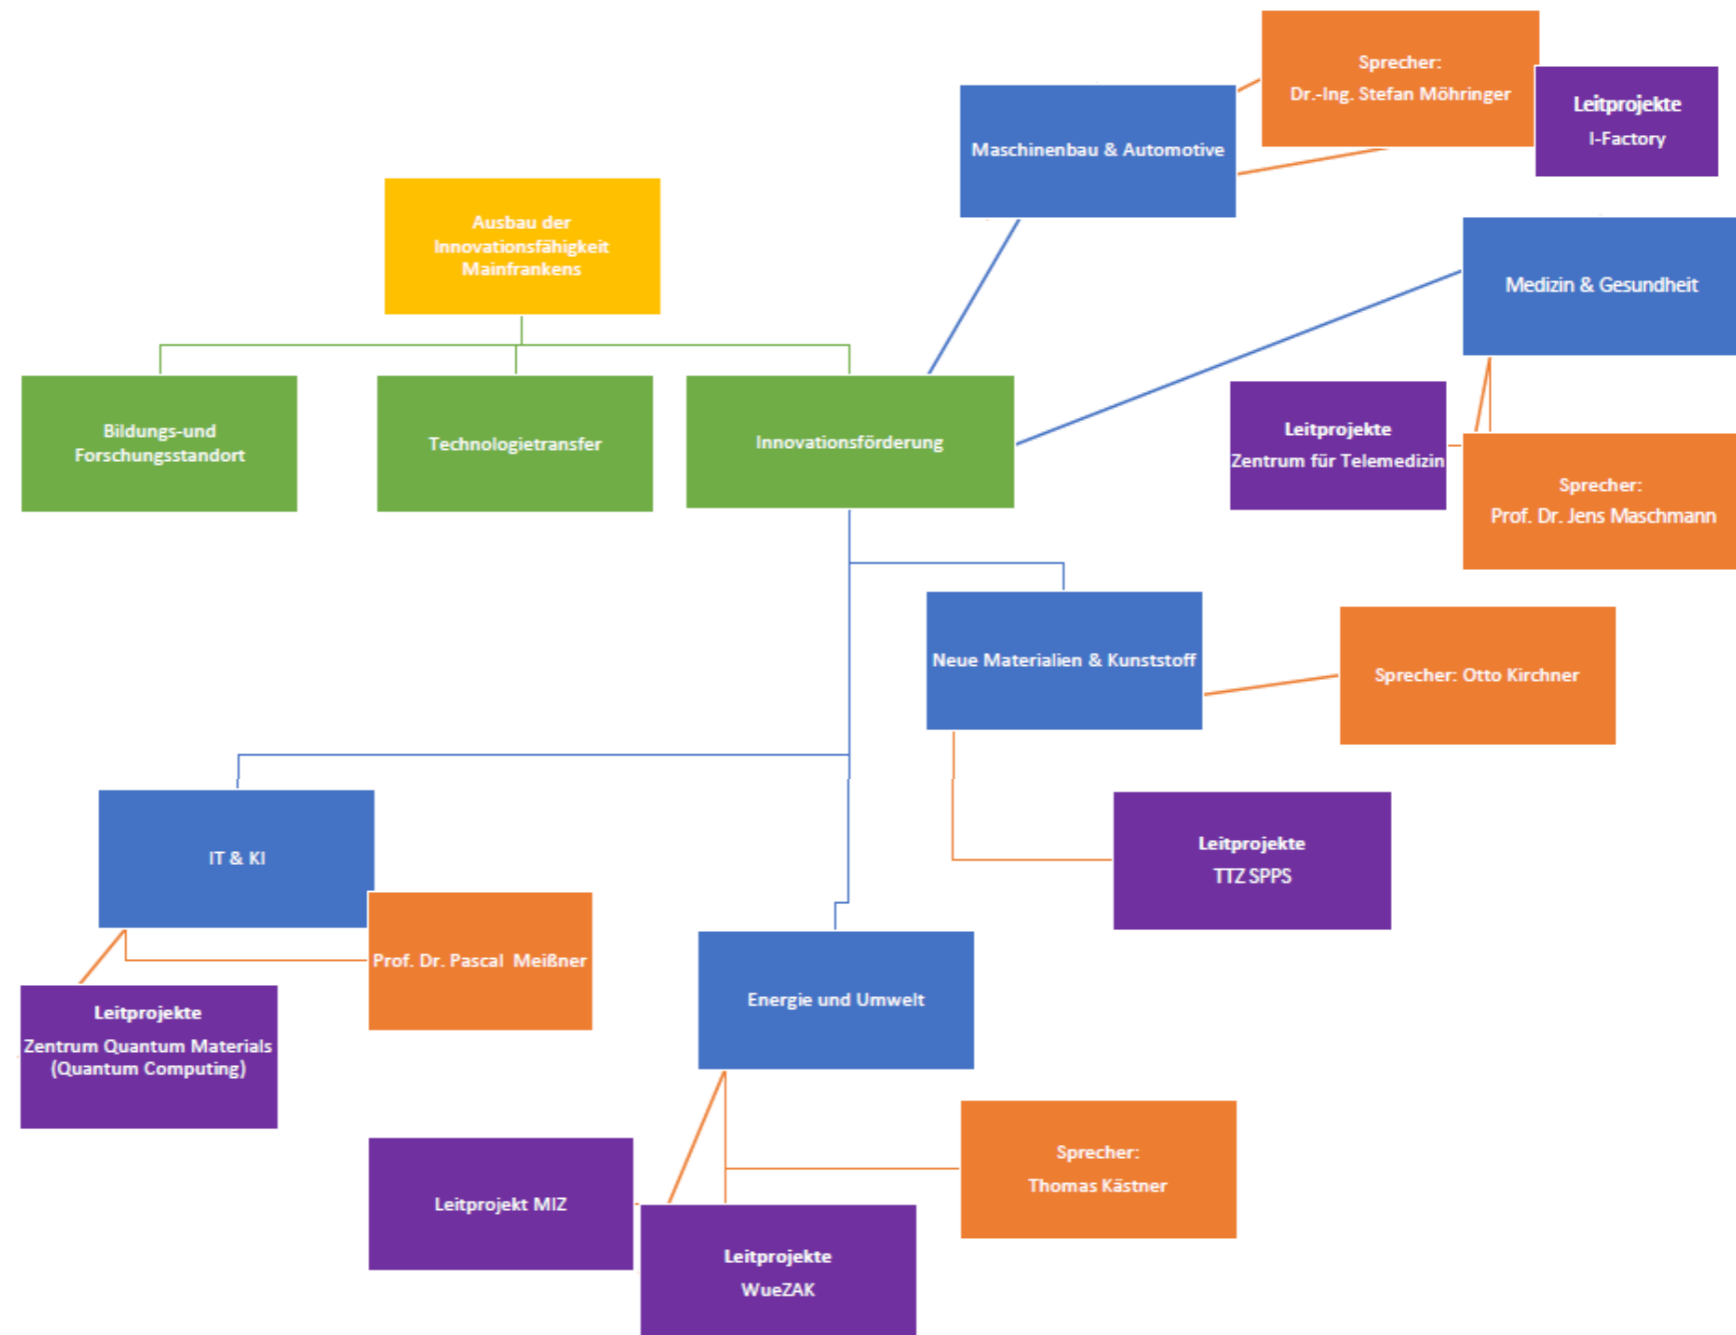 Sprecher:
Dr.-Ing. Stefan Möhringer
Leitprojekte
I-Factory
Maschinenbau & Automotive
Ausbau der
Innovationsfähigkeit
Mainfrankens
Medizin & Gesundheit
Bildungs-und
Forschungsstandort
Technologietransfer
Innovationsförderung
Leitprojekte
Zentrum für Telemedizin
Sprecher:
Prof. Dr. Jens Maschmann
Neue Materialien & Kunststoff
Sprecher: Otto Kirchner
Leitprojekte
TTZ SPPS
IT & KI
Prof. Dr. Pascal  Meißner
Leitprojekte
Zentrum Quantum Materials
(Quantum Computing)
Energie und Umwelt
Sprecher:
Thomas Kästner
Leitprojekt MIZ
Leitprojekte
WueZAK